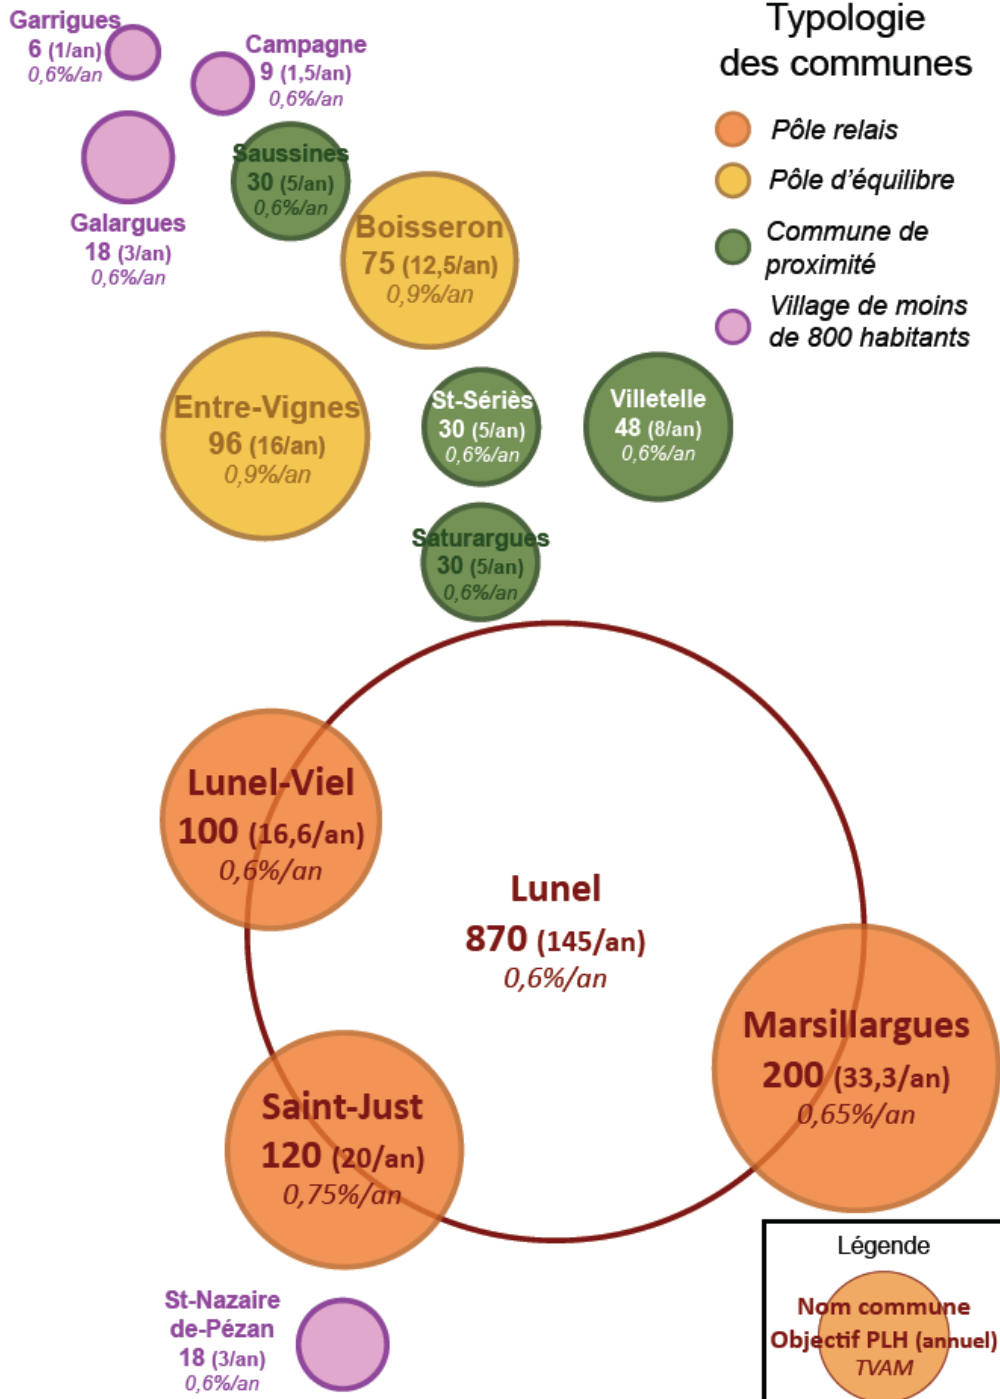 Garrigues
6 (1/an)
0,6%/an
Campagne
9 (1,5/an)
0,6%/an
Galargues
18 (3/an)
0,6%/an
Saussines
30 (5/an)
0,6%/an
Boisseron
75 (12,5/an)
0,9%/an
Typologie
des communes
Pôle relais
Pôle d'équilibre
Commune de
proximité
Village de moins
de 800 habitants
Entre-Vignes
96 (16/an)
0,9%/an
St-Sériès
30 (5/an)
0,6%/an
Villetelle
48 (8/an)
0,6%/an
Saturargues
30 (5/an)
0,6%/an
Lunel-Viel
100 (16,6/an)
0,6%/an
Lunel
870 (145/an)
0,6%/an
Marsillargues
200 (33,3/an)
0,65%/an
Saint-Just
120 (20/an)
0,75%/an
St-Nazaire
de-Pézan
18 (3/an)
0,6%/an
Légende
Nom commune
Objectif PLH (annuel)
TVAM